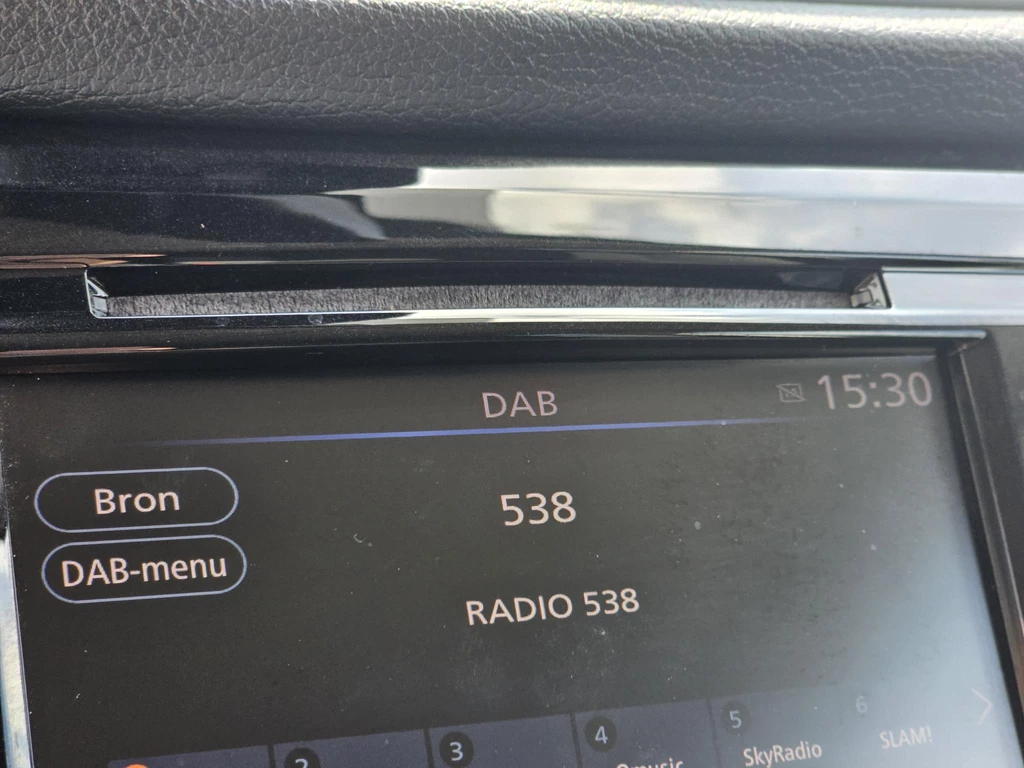 DAB
15:30
Bron
538
DAB-menu
RADIO 538
2
3
4
5
6
SkyRadio
SLAM!